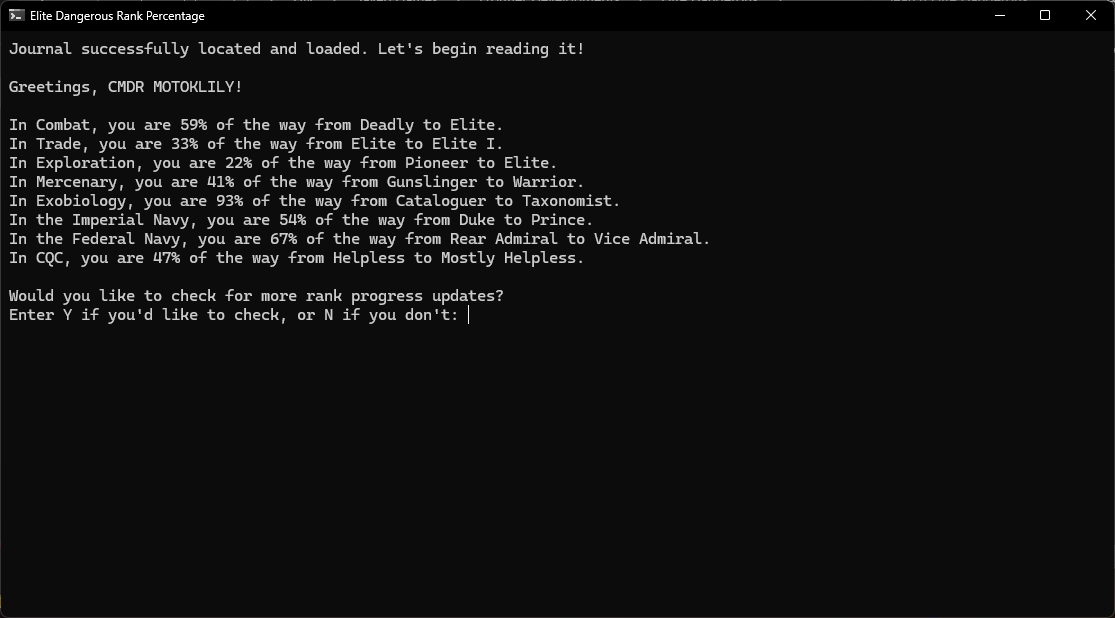 Elite Dangerous Rank Percentage
Journal successfully located and loaded. Let's begin reading it!
Greetings, CMDR MOTOKLILY!
In Combat, you are 59% of the way from Deadly to Elite.
In Trade, you are 33% of the way from Elite to Elite I.
In Exploration, you are 22% of the way from Pioneer to Elite.
In Mercenary, you are 41% of the way from Gunslinger to Warrior.
In Exobiology, you are 93% of the way from Cataloguer to Taxonomist.
In the Imperial Navy, you are 54% of the way from Duke to Prince.
In the Federal Navy, you are 67% of the way from Rear Admiral to Vice Admiral.
In CQC, you are 47% of the way from Helpless to Mostly Helpless.
Would you like to check for more rank progress updates?
Enter Y if you'd like to check, or N if you don't: